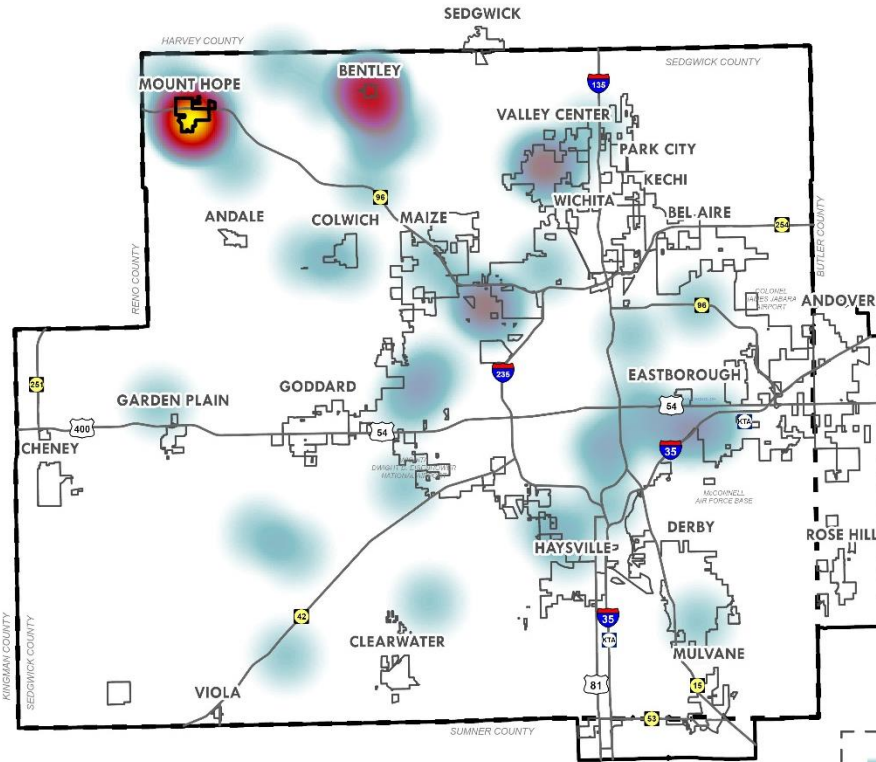 SEDGWICK
HARVEY COUNTY
SEDGWICK COUNTY
BENTLEY
MOUNT HOPE
135
VALLEY CENTER
PARK CITY
KECHI
96
WICHITA
ANDALE
COLWICH
MAIZE
BEL AIRE
254
RENO COUNTY
BUTLER COUNTY
COLONEL
JAMES JABARA
AIRPORT
96
ANDOVER
251
235
EASTBOROUGH
GODDARD
GARDEN PLAIN
54
400
54
KTA
CHENEY
35
DWIGHT D. EISENHOWER
NATIONAL
McCONNELL
AIR FORCE BASE
DERBY
HAYSVILLE
ROSE HILL
42
35
KTA
KINGMAN COUNTY
SEDGWICK COUNTY
CLEARWATER
MULVANE
VIOLA
81
15
53
SUMNER COUNTY